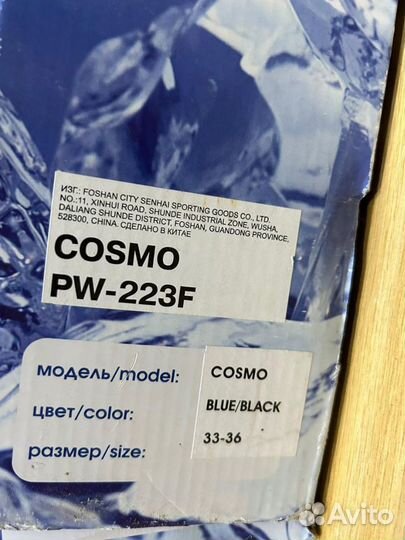 ИЗГ.: FOSHAN CITY SENHAI SPORTING GOODS CO., LTD.
NO.:11, XINHUI ROAD, SHUNDE INDUSTRIAL ZONE, WUSHA,
DALIANG SHUNDE DISTRICT, FOSHAN, GUANDONG PROVINCE,
528300, CHINA. СДЕЛАНО В КИТАЕ
COSMO
PW-223F
модель/model: COSMO
цвет/color: BLUE/BLACK
размер/size: 33-36
Avito